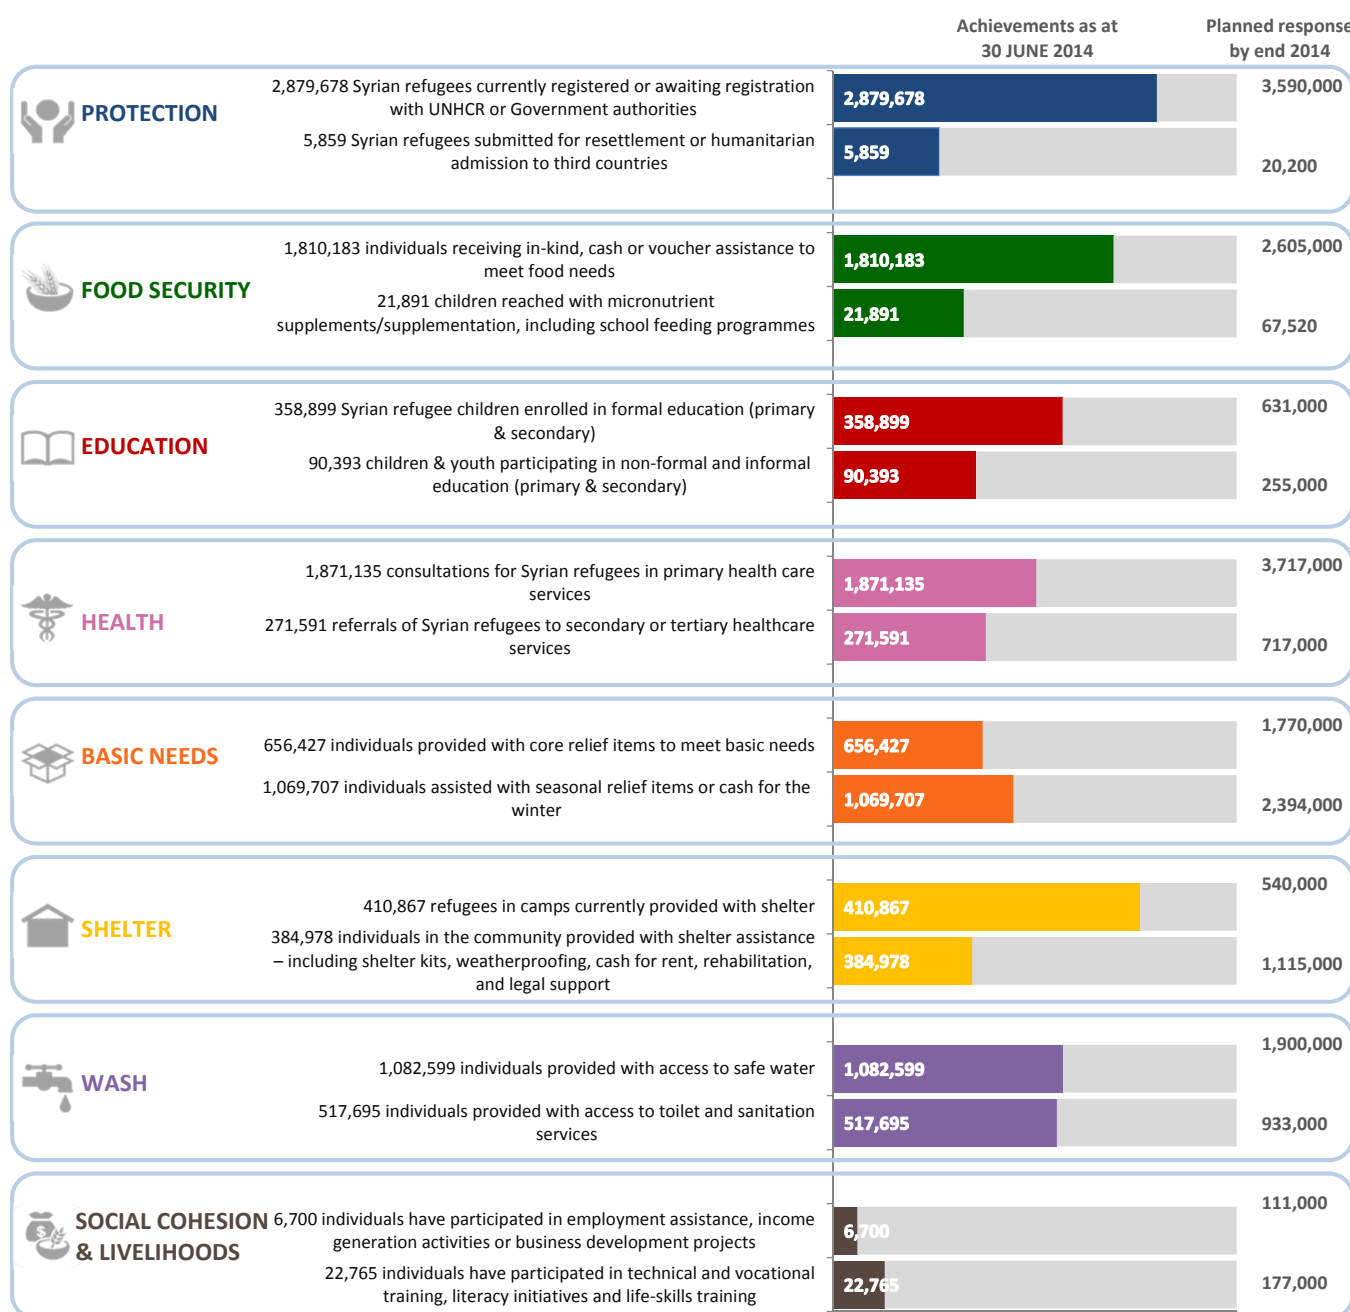 Achievements as at
30 JUNE 2014
Planned response
by end 2014
PROTECTION
2,879,678 Syrian refugees currently registered or awaiting registration
with UNHCR or Government authorities
2,879,678
3,590,000
5,859 Syrian refugees submitted for resettlement or humanitarian
admission to third countries
5,859
20,200
FOOD SECURITY
1,810,183 individuals receiving in-kind, cash or voucher assistance to
meet food needs
1,810,183
2,605,000
21,891 children reached with micronutrient
supplements/supplementation, including school feeding programmes
21,891
67,520
EDUCATION
358,899 Syrian refugee children enrolled in formal education (primary
& secondary)
358,899
631,000
90,393 children & youth participating in non-formal and informal
education (primary & secondary)
90,393
255,000
HEALTH
1,871,135 consultations for Syrian refugees in primary health care
services
1,871,135
3,717,000
271,591 referrals of Syrian refugees to secondary or tertiary healthcare
services
271,591
717,000
BASIC NEEDS
656,427 individuals provided with core relief items to meet basic needs
656,427
1,770,000
1,069,707 individuals assisted with seasonal relief items or cash for the
winter
1,069,707
2,394,000
SHELTER
410,867 refugees in camps currently provided with shelter
410,867
540,000
384,978 individuals in the community provided with shelter assistance
– including shelter kits, weatherproofing, cash for rent, rehabilitation,
and legal support
384,978
1,115,000
WASH
1,082,599 individuals provided with access to safe water
1,082,599
1,900,000
517,695 individuals provided with access to toilet and sanitation
services
517,695
933,000
SOCIAL COHESION
& LIVELIHOODS
6,700 individuals have participated in employment assistance, income
generation activities or business development projects
6,700
111,000
22,765 individuals have participated in technical and vocational
training, literacy initiatives and life-skills training
22,765
177,000